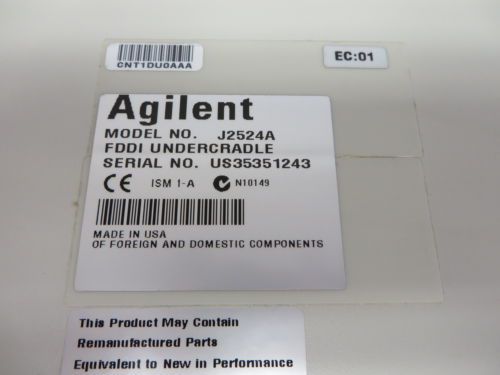 CNT1DU0AAA
EC:01
Agilent
MODEL NO. J2524A
FDDI UNDERCRADLE
SERIAL NO. US35351243
CE ISM 1-A N10149
MADE IN USA
OF FOREIGN AND DOMESTIC COMPONENTS
This Product May Contain
Remanufactured Parts
Equivalent to New in Performance